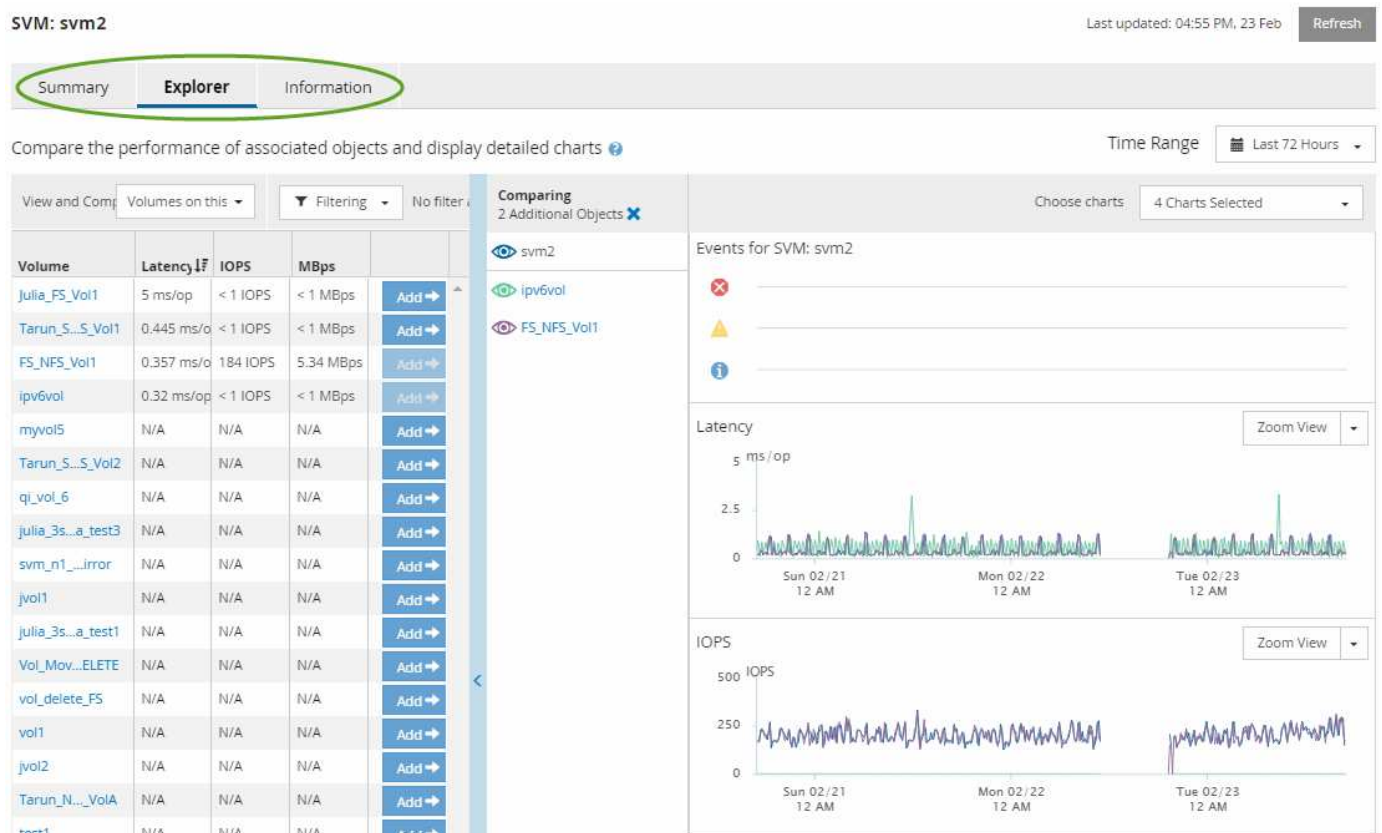 SVM: svm2
Last updated: 04:55 PM, 23 Feb Refresh
Summary Explorer Information
Compare the performance of associated objects and display detailed charts ?
Time Range Last 72 Hours
View and Comp Volumes on this Filtering No filter
Volume Latency IOPS MBps
Julia_FS_Vol1 5 ms/op < 1 IOPS < 1 MBps Add
Tarun_S...S_Vol1 0.445 ms/o < 1 IOPS < 1 MBps Add
FS_NFS_Vol1 0.357 ms/o 184 IOPS 5.34 MBps Add
ipv6vol 0.32 ms/op < 1 IOPS < 1 MBps Add
myvol5 N/A N/A N/A Add
Tarun_S...S_Vol2 N/A N/A N/A Add
qi_vol_6 N/A N/A N/A Add
julia_3s...a_test3 N/A N/A N/A Add
svm_n1_...irror N/A N/A N/A Add
jvol1 N/A N/A N/A Add
julia_3s...a_test1 N/A N/A N/A Add
Vol_Mov...ELETE N/A N/A N/A Add
vol_delete_FS N/A N/A N/A Add
vol1 N/A N/A N/A Add
jvol2 N/A N/A N/A Add
Tarun_N..._VolA N/A N/A N/A Add
test1 N/A N/A N/A Add
Comparing
2 Additional Objects
svm2
ipv6vol
FS_NFS_Vol1
Choose charts 4 Charts Selected
Events for SVM: svm2
Latency Zoom View
5 ms/op
2.5
0
Sun 02/21 Mon 02/22 Tue 02/23
12 AM 12 AM 12 AM
IOPS Zoom View
500 IOPS
250
0
Sun 02/21 Mon 02/22 Tue 02/23
12 AM 12 AM 12 AM